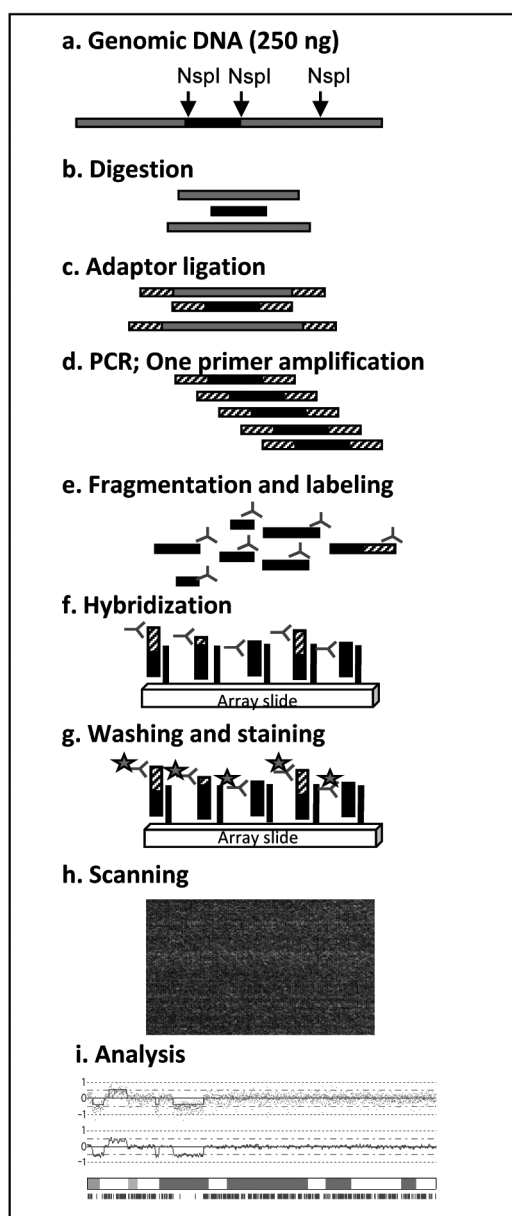 a. Genomic DNA (250 ng)
NspI NspI NspI
b. Digestion
c. Adaptor ligation
d. PCR; One primer amplification
e. Fragmentation and labeling
f. Hybridization
Array slide
g. Washing and staining
Array slide
h. Scanning
i. Analysis
1
0
−1
1
0
−1